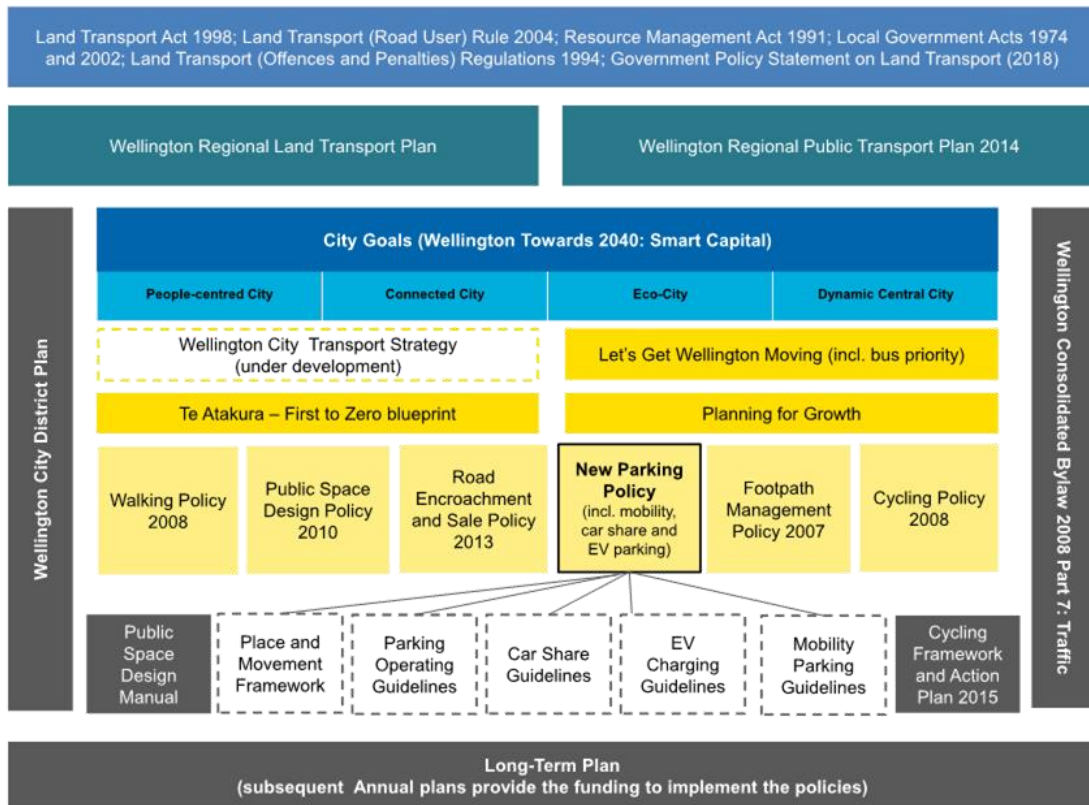 Land Transport Act 1998; Land Transport (Road User) Rule 2004; Resource Management Act 1991; Local Government Acts 1974
and 2002; Land Transport (Offences and Penalties) Regulations 1994; Government Policy Statement on Land Transport (2018)
Wellington Regional Land Transport Plan
Wellington Regional Public Transport Plan 2014
Wellington City District Plan
City Goals (Wellington Towards 2040: Smart Capital)
People-centred City
Connected City
Eco-City
Dynamic Central City
Wellington City Transport Strategy
(under development)
Let's Get Wellington Moving (incl. bus priority)
Te Atakura – First to Zero blueprint
Planning for Growth
Walking Policy
2008
Public Space
Design Policy
2010
Road
Encroachment
and Sale Policy
2013
New Parking
Policy
(incl. mobility,
car share and
EV parking)
Footpath
Management
Policy 2007
Cycling Policy
2008
Public
Space
Design
Manual
Place and
Movement
Framework
Parking
Operating
Guidelines
Car Share
Guidelines
EV
Charging
Guidelines
Mobility
Parking
Guidelines
Cycling
Framework
and Action
Plan 2015
Wellington Consolidated Bylaw 2008 Part 7: Traffic
Long-Term Plan
(subsequent Annual plans provide the funding to implement the policies)